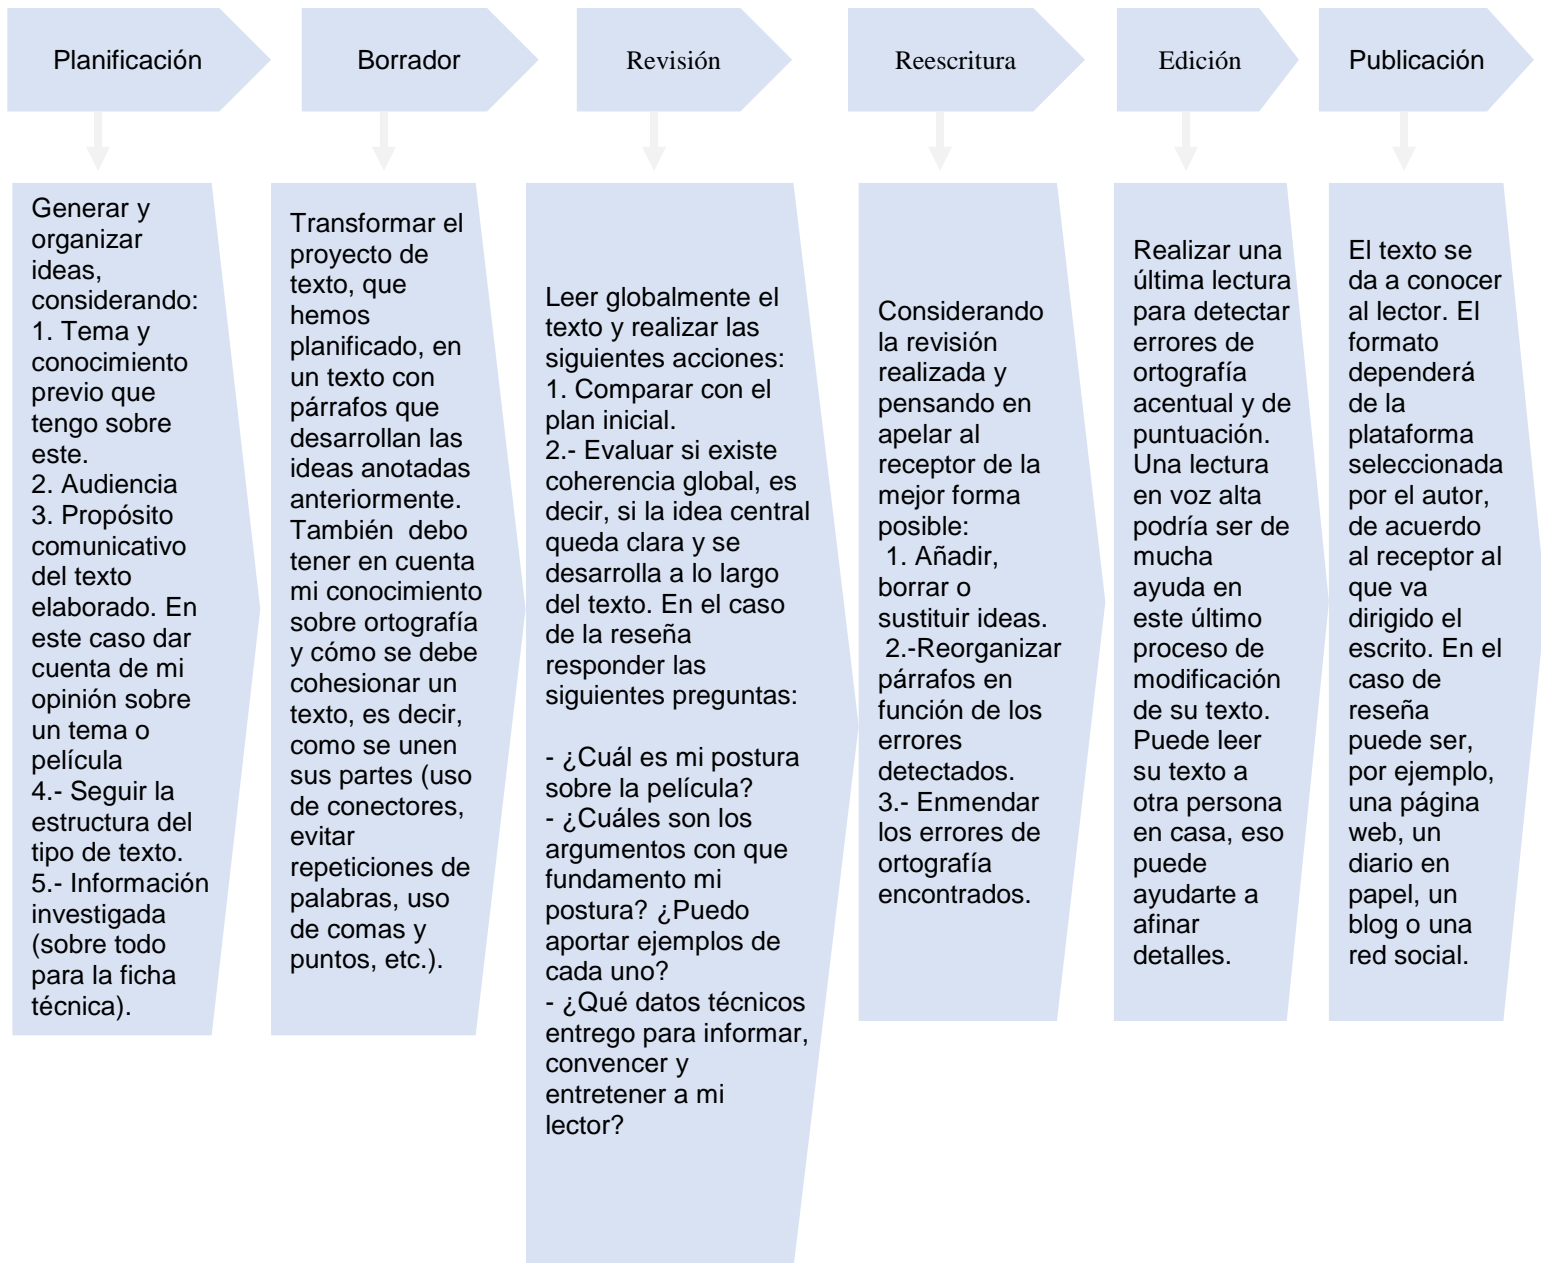 Planificación
Borrador
Revisión
Reescritura
Edición
Publicación
Generar y
organizar
ideas,
considerando:
1. Tema y
conocimiento
previo que
tengo sobre
este.
2. Audiencia
3. Propósito
comunicativo
del texto
elaborado. En
este caso dar
cuenta de mi
opinión sobre
un tema o
película
4.- Seguir la
estructura del
tipo de texto.
5.- Información
investigada
(sobre todo
para la ficha
técnica).
Transformar el
proyecto de
texto, que
hemos
planificado, en
un texto con
párrafos que
desarrollan las
ideas anotadas
anteriormente.
También debo
tener en cuenta
mi conocimiento
sobre ortografía
y cómo se debe
cohesionar un
texto, es decir,
como se unen
sus partes (uso
de conectores,
evitar
repeticiones de
palabras, uso
de comas y
puntos, etc.).
Leer globalmente el
texto y realizar las
siguientes acciones:
1. Comparar con el
plan inicial.
2.- Evaluar si existe
coherencia global, es
decir, si la idea central
queda clara y se
desarrolla a lo largo
del texto. En el caso
de la reseña
responder las
siguientes preguntas:
- ¿Cuál es mi postura
sobre la película?
- ¿Cuáles son los
argumentos con que
fundamento mi
postura? ¿Puedo
aportar ejemplos de
cada uno?
- ¿Qué datos técnicos
entrego para informar,
convencer y
entretener a mi
lector?
Considerando
la revisión
realizada y
pensando en
apelar al
receptor de la
mejor forma
posible:
1. Añadir,
borrar o
sustituir ideas.
2.-Reorganizar
párrafos en
función de los
errores
detectados.
3.- Enmendar
los errores de
ortografía
encontrados.
Realizar una
última lectura
para detectar
errores de
ortografía
acentual y de
puntuación.
Una lectura
en voz alta
podría ser de
mucha
ayuda en
este último
proceso de
modificación
de su texto.
Puede leer
su texto a
otra persona
en casa, eso
puede
ayudarte a
afinar
detalles.
El texto se
da a conocer
al lector. El
formato
dependerá
de la
plataforma
seleccionada
por el autor,
de acuerdo
al receptor al
que va
dirigido el
escrito. En el
caso de
reseña
puede ser,
por ejemplo,
una página
web, un
diario en
papel, un
blog o una
red social.